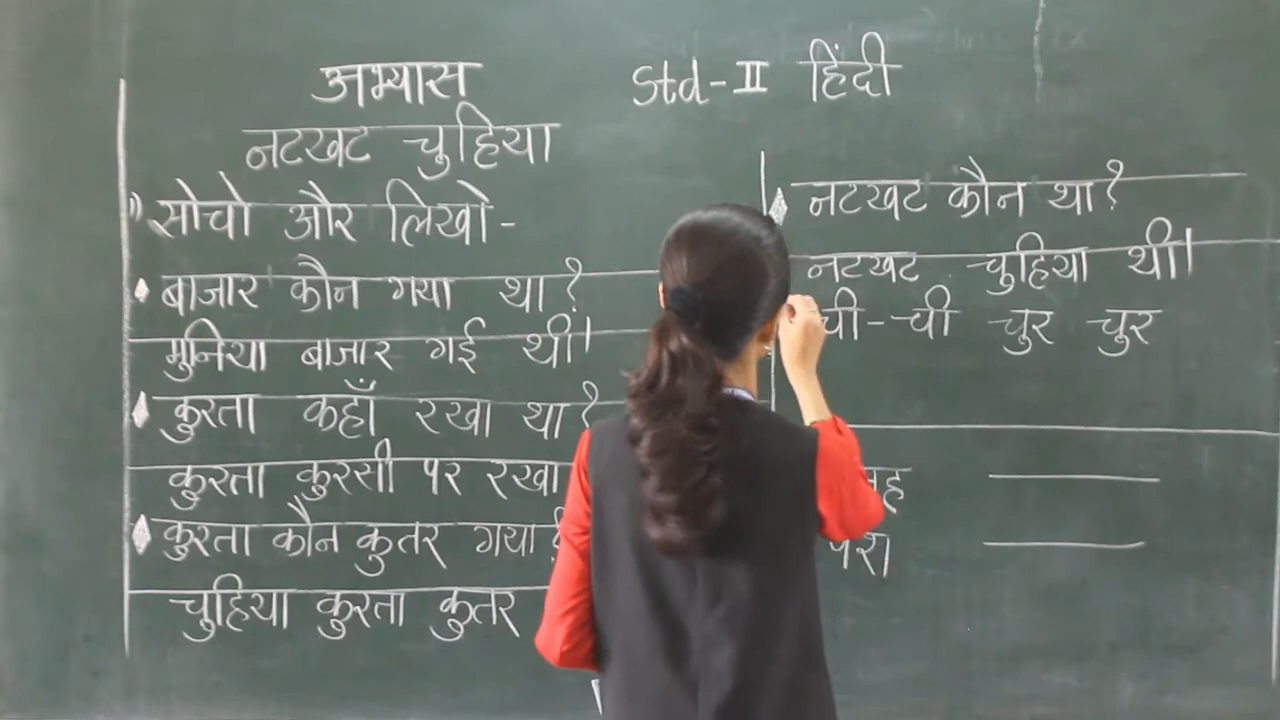 अभ्यास
Std-II हिंदी
नटखट चुहिया
१) सोचो और लिखो-
बाजार कौन गया था?
मुनिया बाजार गई थी।
कुरता कहाँ रखा था?
कुरता कुरसी पर रखा
कुरता कौन कुतर गया?
चुहिया कुरता कुतर
नटखट कौन था?
नटखट चुहिया थी।
ची-ची चुर चुर